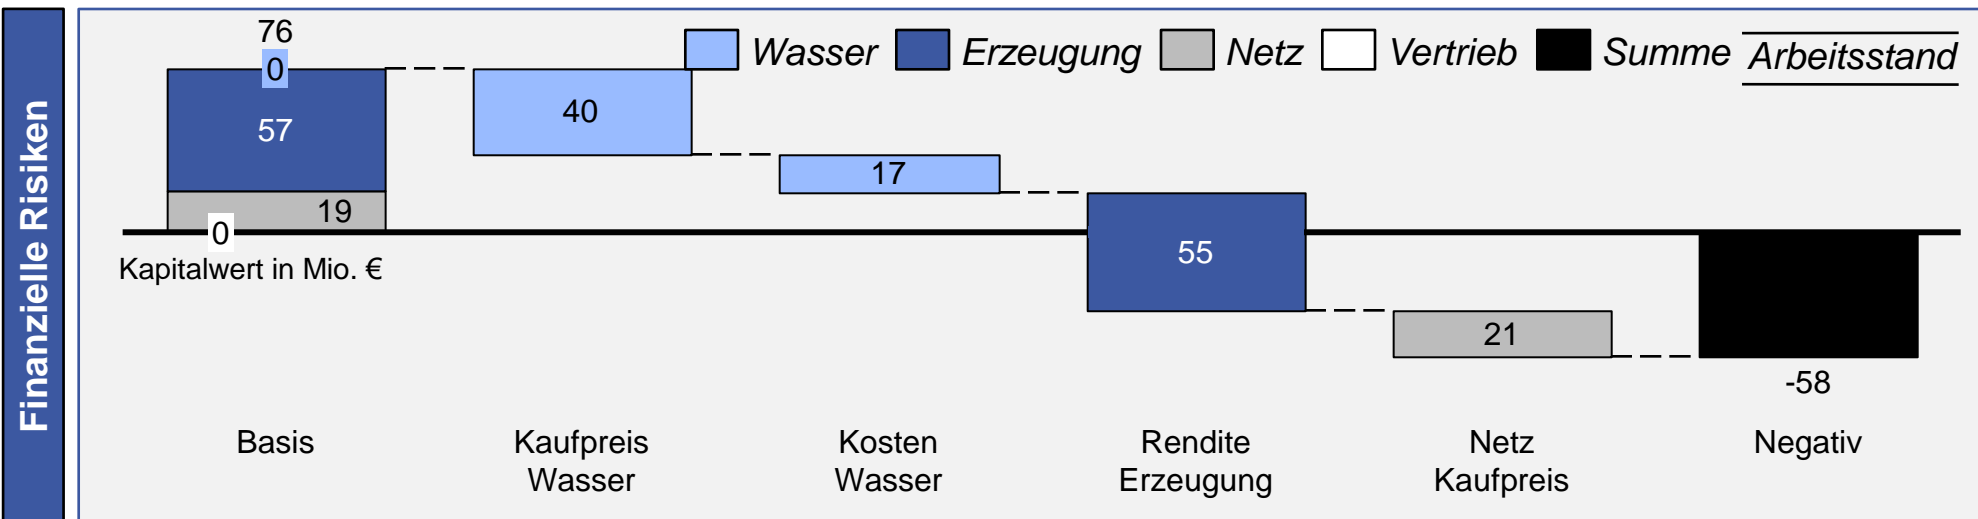 Finanzielle Risiken
76
0
57
19
0
Kapitalwert in Mio. €
Wasser
Erzeugung
Netz
Vertrieb
Summe
Arbeitsstand
40
17
55
21
-58
Basis
Kaufpreis
Wasser
Kosten
Wasser
Rendite
Erzeugung
Netz
Kaufpreis
Negativ